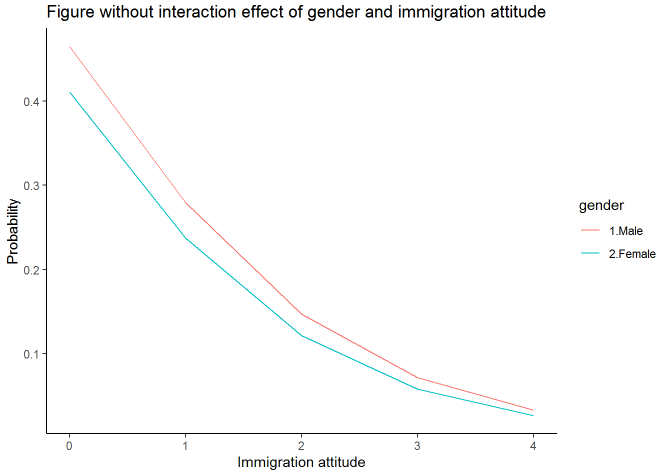 Figure without interaction effect of gender and immigration attitude
0.4
0.3
0.2
0.1
Probability
0 1 2 3 4
Immigration attitude
gender
1.Male
2.Female